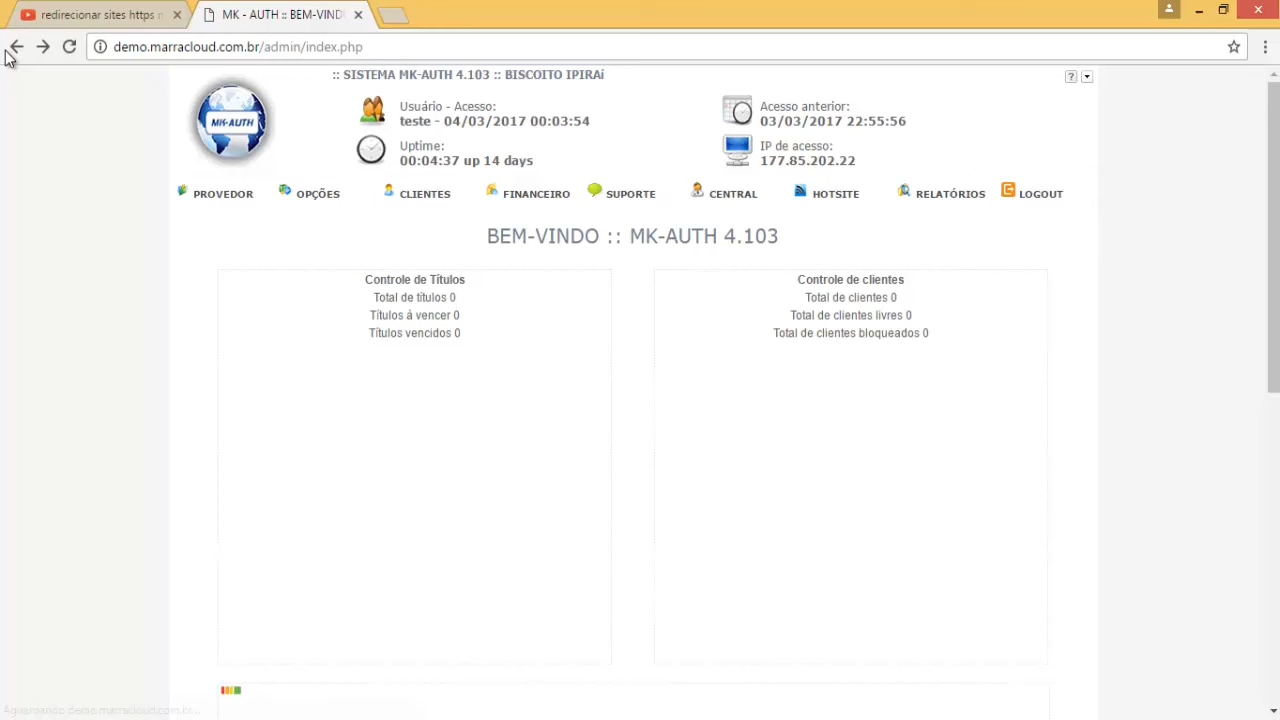 redirecionar sites https n
MK - AUTH :: BEM-VIND
demo.marracloud.com.br/admin/index.php
:: SISTEMA MK-AUTH 4.103 :: BISCOITO IPIRAí
MK-AUTH
Usuário - Acesso:
teste - 04/03/2017 00:03:54
Acesso anterior:
03/03/2017 22:55:56
Uptime:
00:04:37 up 14 days
IP de acesso:
177.85.202.22
PROVEDOR OPÇÕES CLIENTES FINANCEIRO SUPORTE CENTRAL HOTSITE RELATÓRIOS LOGOUT
BEM-VINDO :: MK-AUTH 4.103
Controle de Títulos
Total de títulos 0
Títulos á vencer 0
Títulos vencidos 0
Controle de clientes
Total de clientes 0
Total de clientes livres 0
Total de clientes bloqueados 0
Aguardando demo.marracloud.com.br...